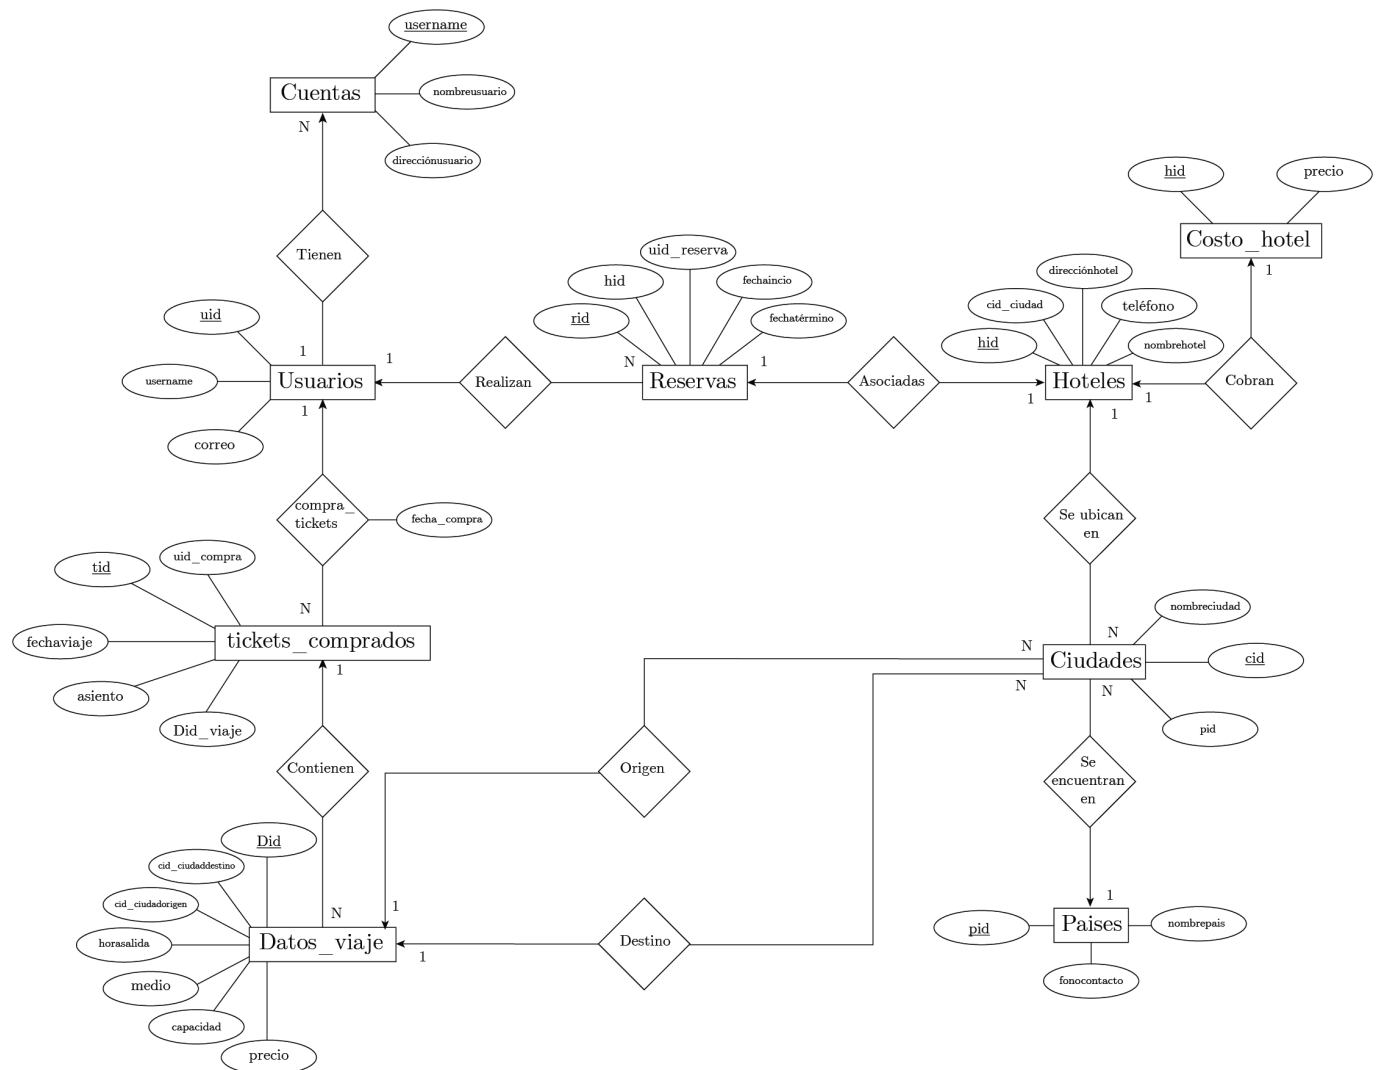 username
Cuentas
nombreusuario
N
direcciónusuario
hid
precio
Costo_hotel
1
Tienen
uid_reserva
hid
fechaincio
rid
fechatérmino
direcciónhotel
cid_ciudad
teléfono
hid
nombrehotel
uid
username
correo
1
Usuarios
1
1
Realizan
N
Reservas
1
Asociadas
1
Hoteles
1
1
Cobran
compra_
tickets
fecha_compra
Se ubican
en
tid
uid_compra
N
fechaviaje
tickets_comprados
1
asiento
Did_viaje
nombreciudad
N
N
Ciudades
cid
N
N
pid
Contienen
Origen
Se
encuentran
en
Did
cid_ciudaddestino
cid_ciudadorigen
N
1
horasalida
Datos_viaje
1
Destino
medio
capacidad
precio
1
pid
Paises
nombrepais
fonocontacto